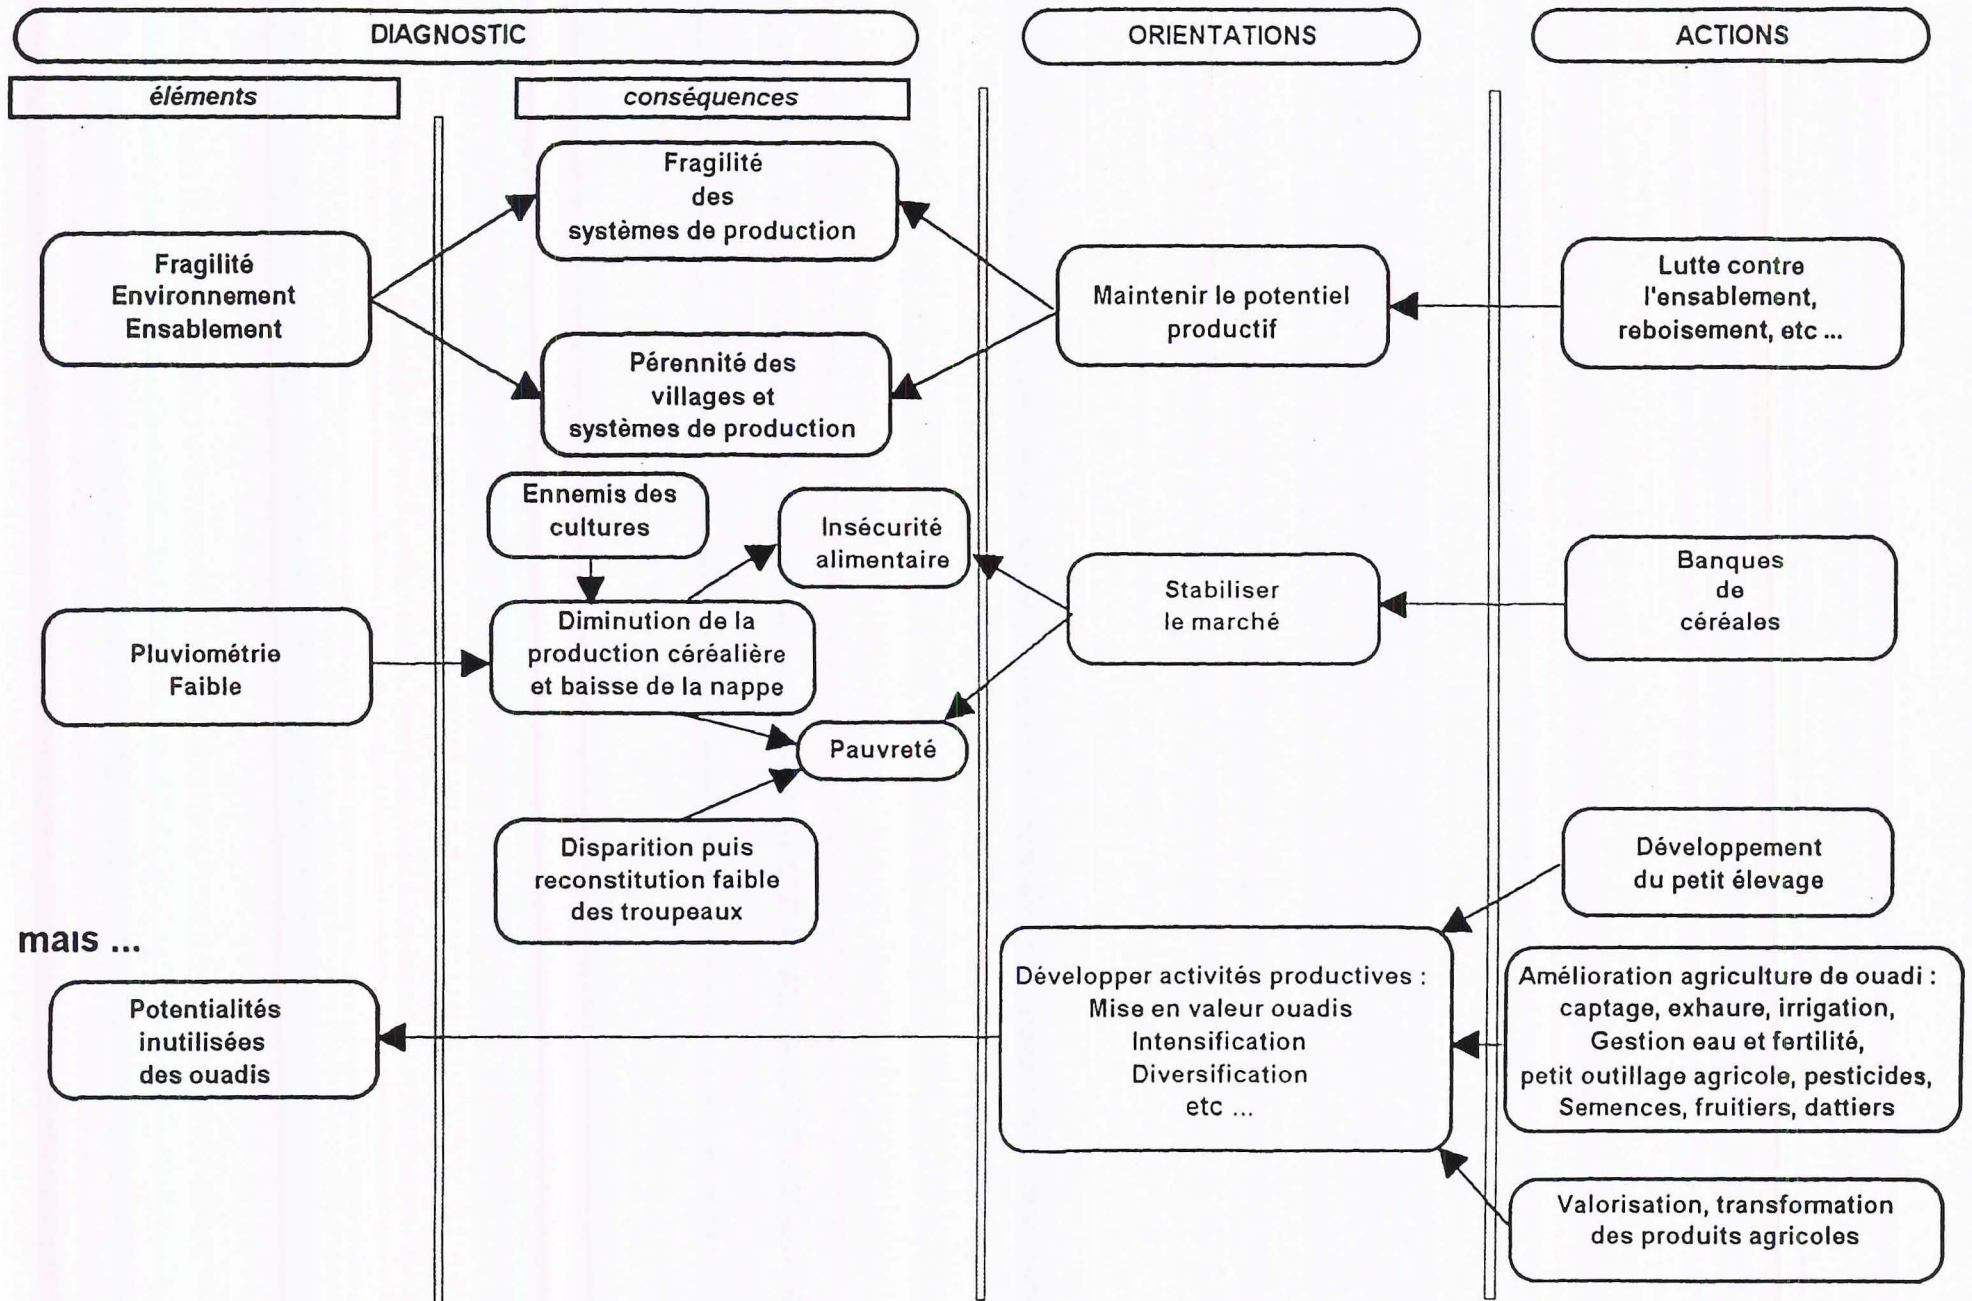 DIAGNOSTIC
ORIENTATIONS
ACTIONS
éléments
conséquences
Fragilité
Environnement
Ensablement
Fragilité
des
systèmes de production
Pérennité des
villages et
systèmes de production
Maintenir le potentiel
productif
Lutte contre
l'ensablement,
reboisement, etc ...
Ennemis des
cultures
Insécurité
alimentaire
Pluviométrie
Faible
Diminution de la
production céréalière
et baisse de la nappe
Pauvreté
Disparition puis
reconstitution faible
des troupeaux
Stabiliser
le marché
Banques
de
céréales
mais ...
Potentialités
inutilisées
des ouadis
Développer activités productives :
Mise en valeur ouadis
Intensification
Diversification
etc ...
Développement
du petit élevage
Amélioration agriculture de ouadi :
captage, exhaure, irrigation,
Gestion eau et fertilité,
petit outillage agricole, pesticides,
Semences, fruitiers, dattiers
Valorisation, transformation
des produits agricoles